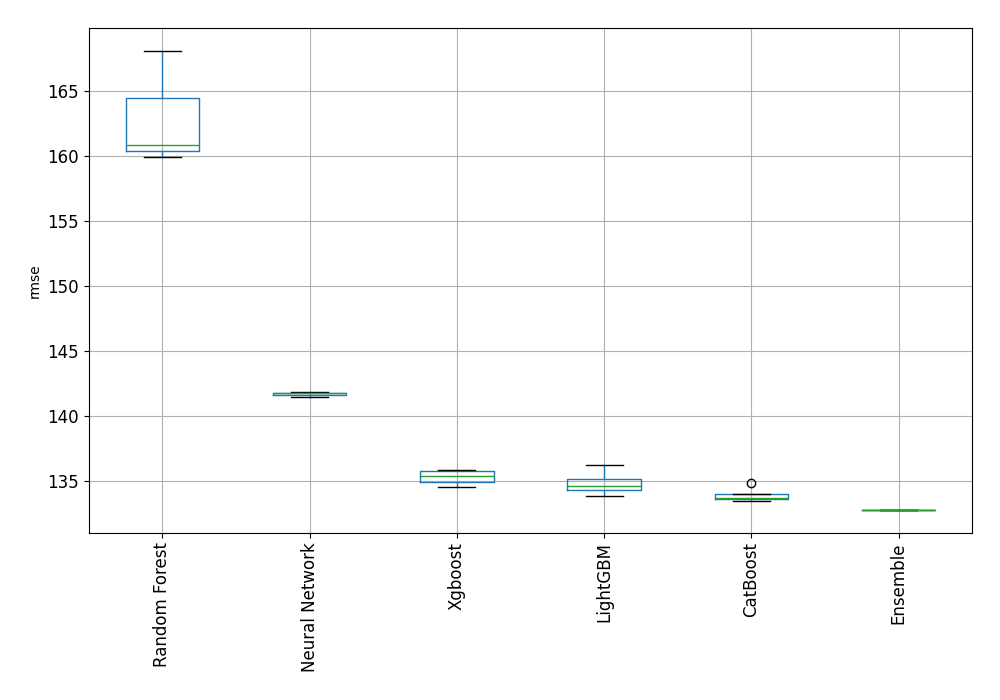 165
160
155
150
145
140
135
rmse
Random Forest
Neural Network
Xgboost
LightGBM
CatBoost
Ensemble